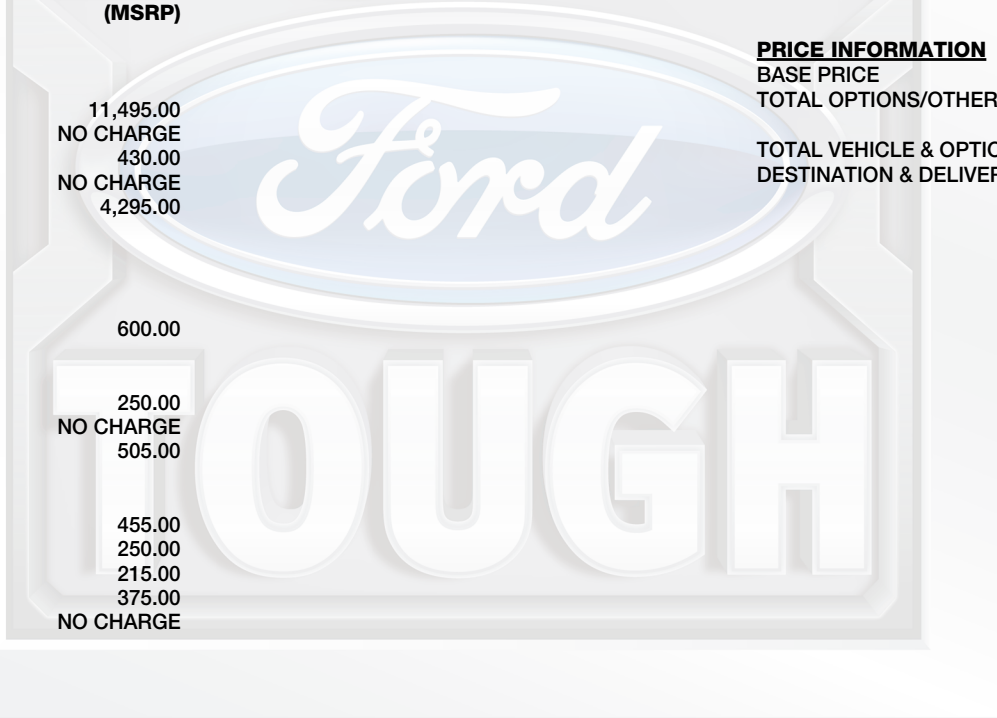 (MSRP)
11,495.00
NO CHARGE
430.00
NO CHARGE
4,295.00
600.00
250.00
NO CHARGE
505.00
455.00
250.00
215.00
375.00
NO CHARGE
PRICE INFORMATION
BASE PRICE
TOTAL OPTIONS/OTHER
TOTAL VEHICLE & OPTIO
DESTINATION & DELIVER
Ford
TOUGH